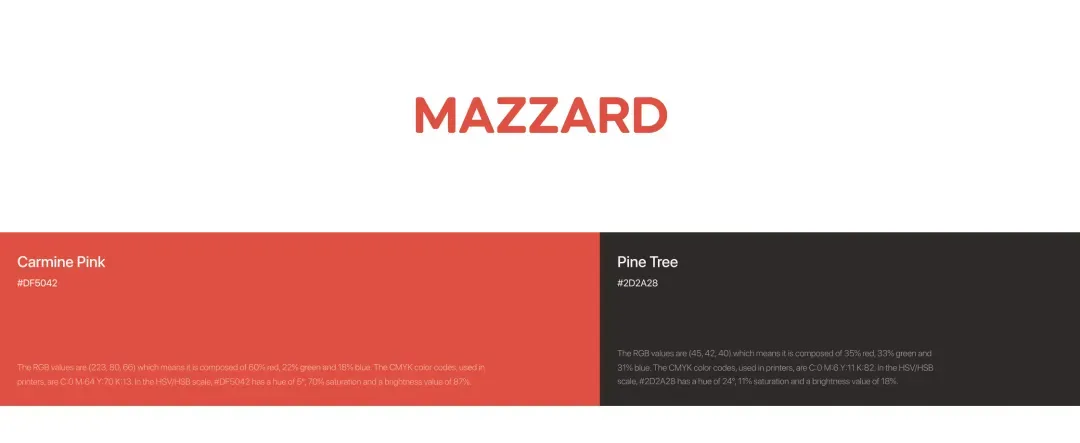 MAZZARD
Carmine Pink
#DF5042
The RGB values are (223, 80, 66) which means it is composed of 60% red, 22% green and 18% blue. The CMYK color codes, used in
printers, are C:0 M:64 Y:70 K:13. In the HSV/HSB scale, #DF5042 has a hue of 5°, 70% saturation and a brightness value of 87%.
Pine Tree
#2D2A28
The RGB values are (45, 42, 40) which means it is composed of 35% red, 33% green and
31% blue. The CMYK color codes, used in printers, are C:0 M:6 Y:11 K:82. In the HSV/HSB
scale, #2D2A28 has a hue of 24°, 11% saturation and a brightness value of 18%.